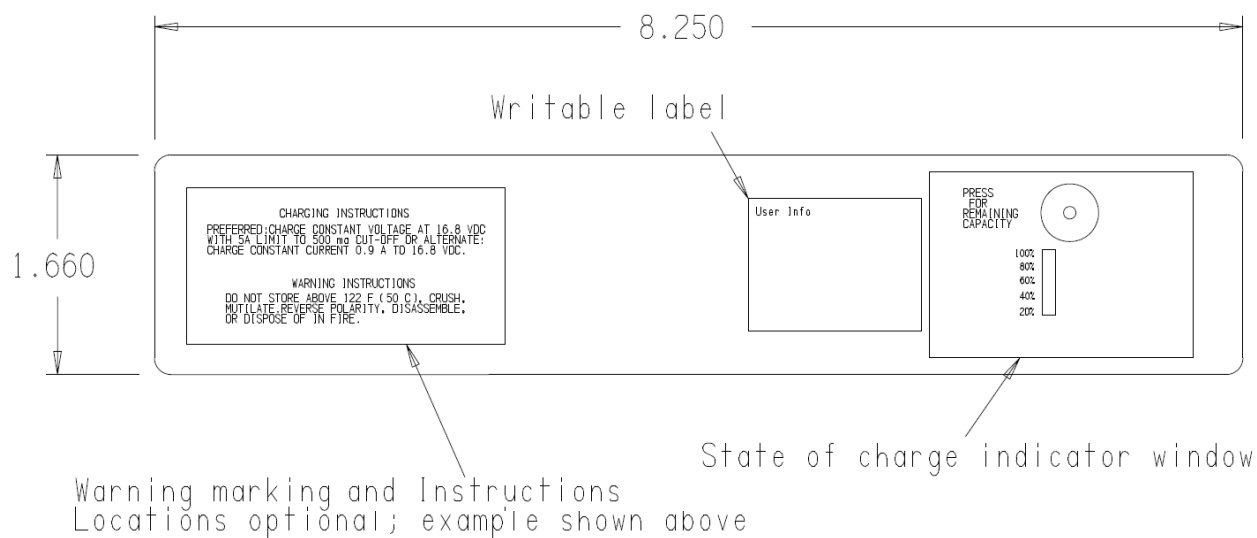 8.250
Writable label
1.660
CHARGING INSTRUCTIONS
PREFERRED:CHARGE CONSTANT VOLTAGE AT 16.8 VDC
WITH 5A LIMIT TO 500 ma CUT-OFF OR ALTERNATE:
CHARGE CONSTANT CURRENT 0.9 A TO 16.8 VDC.
WARNING INSTRUCTIONS
DO NOT STORE ABOVE 122 F (50 C), CRUSH,
MUTILATE,REVERSE POLARITY, DISASSEMBLE,
OR DISPOSE OF IN FIRE.
User Info
PRESS
FOR
REMAINING
CAPACITY
100%
80%
60%
40%
20%
State of charge indicator window
Warning marking and Instructions
Locations optional; example shown above